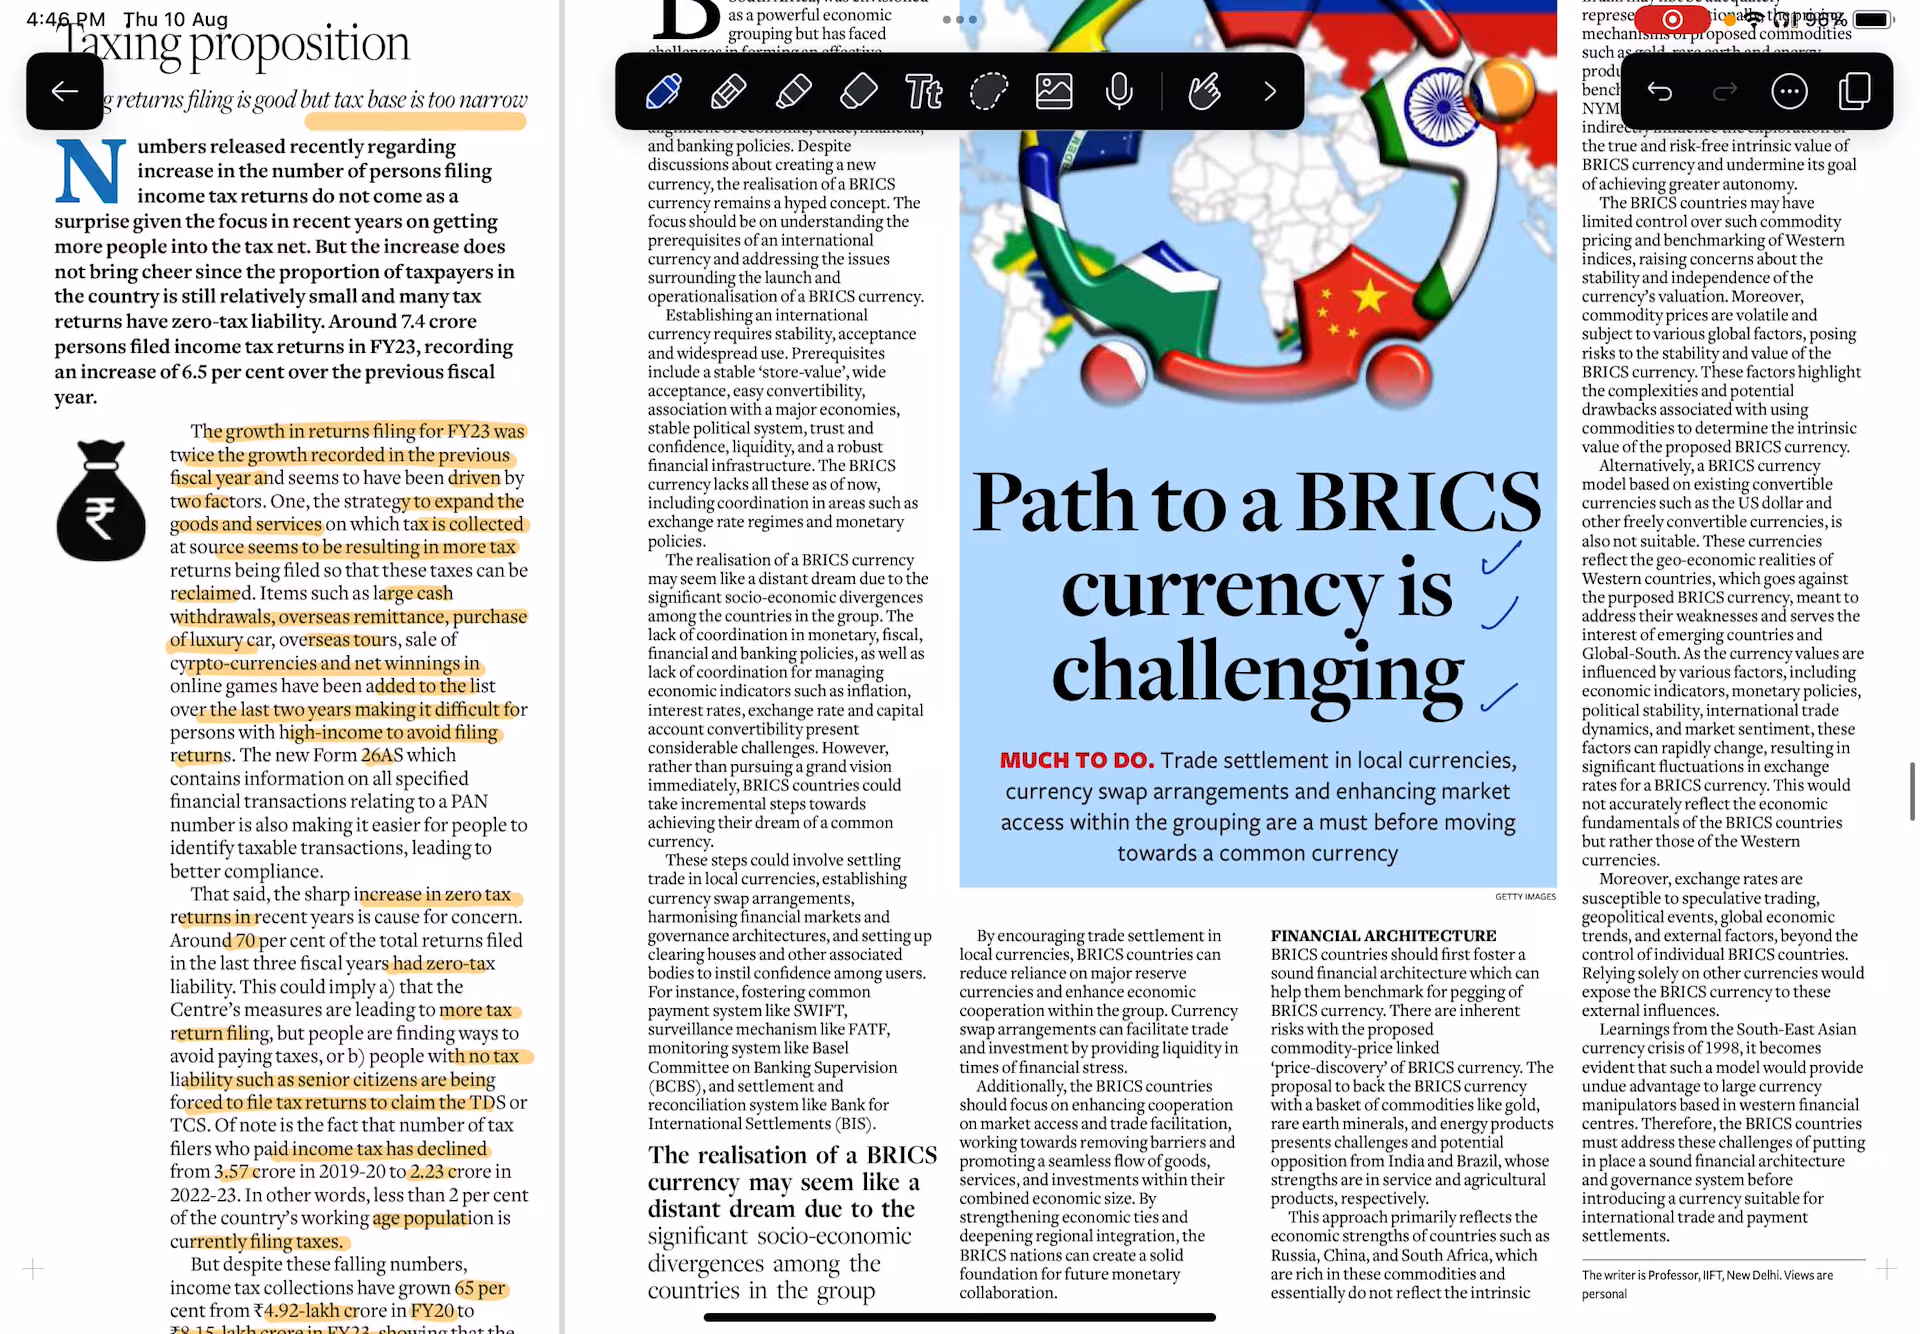 4:46 PM Thu 10 Aug
98%
Taxing proposition
returns filing is good but tax base is too narrow
Numbers released recently regarding
increase in the number of persons filing
income tax returns do not come as a
surprise given the focus in recent years on getting
more people into the tax net. But the increase does
not bring cheer since the proportion of taxpayers in
the country is still relatively small and many tax
returns have zero-tax liability. Around 7.4 crore
persons filed income tax returns in FY23, recording
an increase of 6.5 per cent over the previous fiscal
year.
The growth in returns filing for FY23 was
twice the growth recorded in the previous
fiscal year and seems to have been driven by
two factors. One, the strategy to expand the
goods and services on which tax is collected
at source seems to be resulting in more tax
returns being filed so that these taxes can be
reclaimed. Items such as large cash
withdrawals, overseas remittance, purchase
of luxury car, overseas tours, sale of
cyrpto-currencies and net winnings in
online games have been added to the list
over the last two years making it difficult for
persons with high-income to avoid filing
returns. The new Form 26AS which
contains information on all specified
financial transactions relating to a PAN
number is also making it easier for people to
identify taxable transactions, leading to
better compliance.
That said, the sharp increase in zero tax
returns in recent years is cause for concern.
Around 70 per cent of the total returns filed
in the last three fiscal years had zero-tax
liability. This could imply a) that the
Centre's measures are leading to more tax
return filing, but people are finding ways to
avoid paying taxes, or b) people with no tax
liability such as senior citizens are being
forced to file tax returns to claim the TDS or
TCS. Of note is the fact that number of tax
filers who paid income tax has declined
from 3.57 crore in 2019-20 to 2.23 crore in
2022-23. In other words, less than 2 per cent
of the country's working age population is
currently filing taxes.
But despite these falling numbers,
income tax collections have grown 65 per
cent from ₹4.92-lakh crore in FY20 to
₹8.15-lakh crore in FY23, showing that the
B
as a powerful economic
grouping but has faced
Tt
and banking policies. Despite
discussions about creating a new
currency, the realisation of a BRICS
currency remains a hyped concept. The
focus should be on understanding the
prerequisites of an international
currency and addressing the issues
surrounding the launch and
operationalisation of a BRICS currency.
Establishing an international
currency requires stability, acceptance
and widespread use. Prerequisites
include a stable 'store-value', wide
acceptance, easy convertibility,
association with a major economies,
stable political system, trust and
confidence, liquidity, and a robust
financial infrastructure. The BRICS
currency lacks all these as of now,
including coordination in areas such as
exchange rate regimes and monetary
policies.
The realisation of a BRICS currency
may seem like a distant dream due to the
significant socio-economic divergences
among the countries in the group. The
lack of coordination in monetary, fiscal,
financial and banking policies, as well as
lack of coordination for managing
economic indicators such as inflation,
interest rates, exchange rate and capital
account convertibility present
considerable challenges. However,
rather than pursuing a grand vision
immediately, BRICS countries could
take incremental steps towards
achieving their dream of a common
currency.
These steps could involve settling
trade in local currencies, establishing
currency swap arrangements,
harmonising financial markets and
governance architectures, and setting up
clearing houses and other associated
bodies to instil confidence among users.
For instance, fostering common
payment system like SWIFT,
surveillance mechanism like FATF,
monitoring system like Basel
Committee on Banking Supervision
(BCBS), and settlement and
reconciliation system like Bank for
International Settlements (BIS).
The realisation of a BRICS
currency may seem like a
distant dream due to the
significant socio-economic
divergences among the
countries in the group
Path to a BRICS
currency is
challenging
MUCH TO DO. Trade settlement in local currencies,
currency swap arrangements and enhancing market
access within the grouping are a must before moving
towards a common currency
GETTY IMAGES
By encouraging trade settlement in
local currencies, BRICS countries can
reduce reliance on major reserve
currencies and enhance economic
cooperation within the group. Currency
swap arrangements can facilitate trade
and investment by providing liquidity in
times of financial stress.
Additionally, the BRICS countries
should focus on enhancing cooperation
on market access and trade facilitation,
working towards removing barriers and
promoting a seamless flow of goods,
services, and investments within their
combined economic size. By
strengthening economic ties and
deepening regional integration, the
BRICS nations can create a solid
foundation for future monetary
collaboration.
FINANCIAL ARCHITECTURE
BRICS countries should first foster a
sound financial architecture which can
help them benchmark for pegging of
BRICS currency. There are inherent
risks with the proposed
commodity-price linked
'price-discovery' of BRICS currency. The
proposal to back the BRICS currency
with a basket of commodities like gold,
rare earth minerals, and energy products
presents challenges and potential
opposition from India and Brazil, whose
strengths are in service and agricultural
products, respectively.
This approach primarily reflects the
economic strengths of countries such as
Russia, China, and South Africa, which
are rich in these commodities and
essentially do not reflect the intrinsic
mechanisms of proposed commodities
such as gold, rare earth and energy
NYM
indirectly influence the exploration of
the true and risk-free intrinsic value of
BRICS currency and undermine its goal
of achieving greater autonomy.
The BRICS countries may have
limited control over such commodity
pricing and benchmarking of Western
indices, raising concerns about the
stability and independence of the
currency's valuation. Moreover,
commodity prices are volatile and
subject to various global factors, posing
risks to the stability and value of the
BRICS currency. These factors highlight
the complexities and potential
drawbacks associated with using
commodities to determine the intrinsic
value of the proposed BRICS currency.
Alternatively, a BRICS currency
model based on existing convertible
currencies such as the US dollar and
other freely convertible currencies, is
also not suitable. These currencies
reflect the geo-economic realities of
Western countries, which goes against
the purposed BRICS currency, meant to
address their weaknesses and serves the
interest of emerging countries and
Global-South. As the currency values are
influenced by various factors, including
economic indicators, monetary policies,
political stability, international trade
dynamics, and market sentiment, these
factors can rapidly change, resulting in
significant fluctuations in exchange
rates for a BRICS currency. This would
not accurately reflect the economic
fundamentals of the BRICS countries
but rather those of the Western
currencies.
Moreover, exchange rates are
susceptible to speculative trading,
geopolitical events, global economic
trends, and external factors, beyond the
control of individual BRICS countries.
Relying solely on other currencies would
expose the BRICS currency to these
external influences.
Learnings from the South-East Asian
currency crisis of 1998, it becomes
evident that such a model would provide
undue advantage to large currency
manipulators based in western financial
centres. Therefore, the BRICS countries
must address these challenges of putting
in place a sound financial architecture
and governance system before
introducing a currency suitable for
international trade and payment
settlements.
The writer is Professor, IIFT, New Delhi. Views are
personal